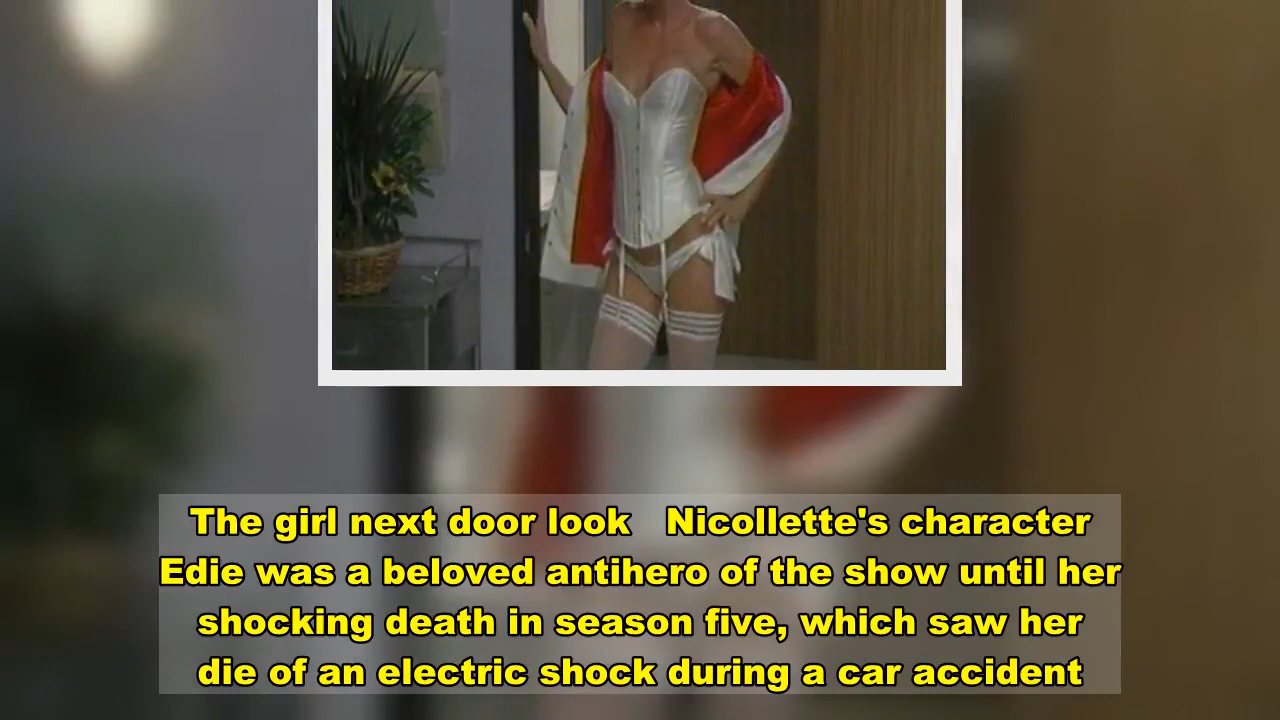 The girl next door look   Nicollette's character
Edie was a beloved antihero of the show until her
shocking death in season five, which saw her
die of an electric shock during a car accident